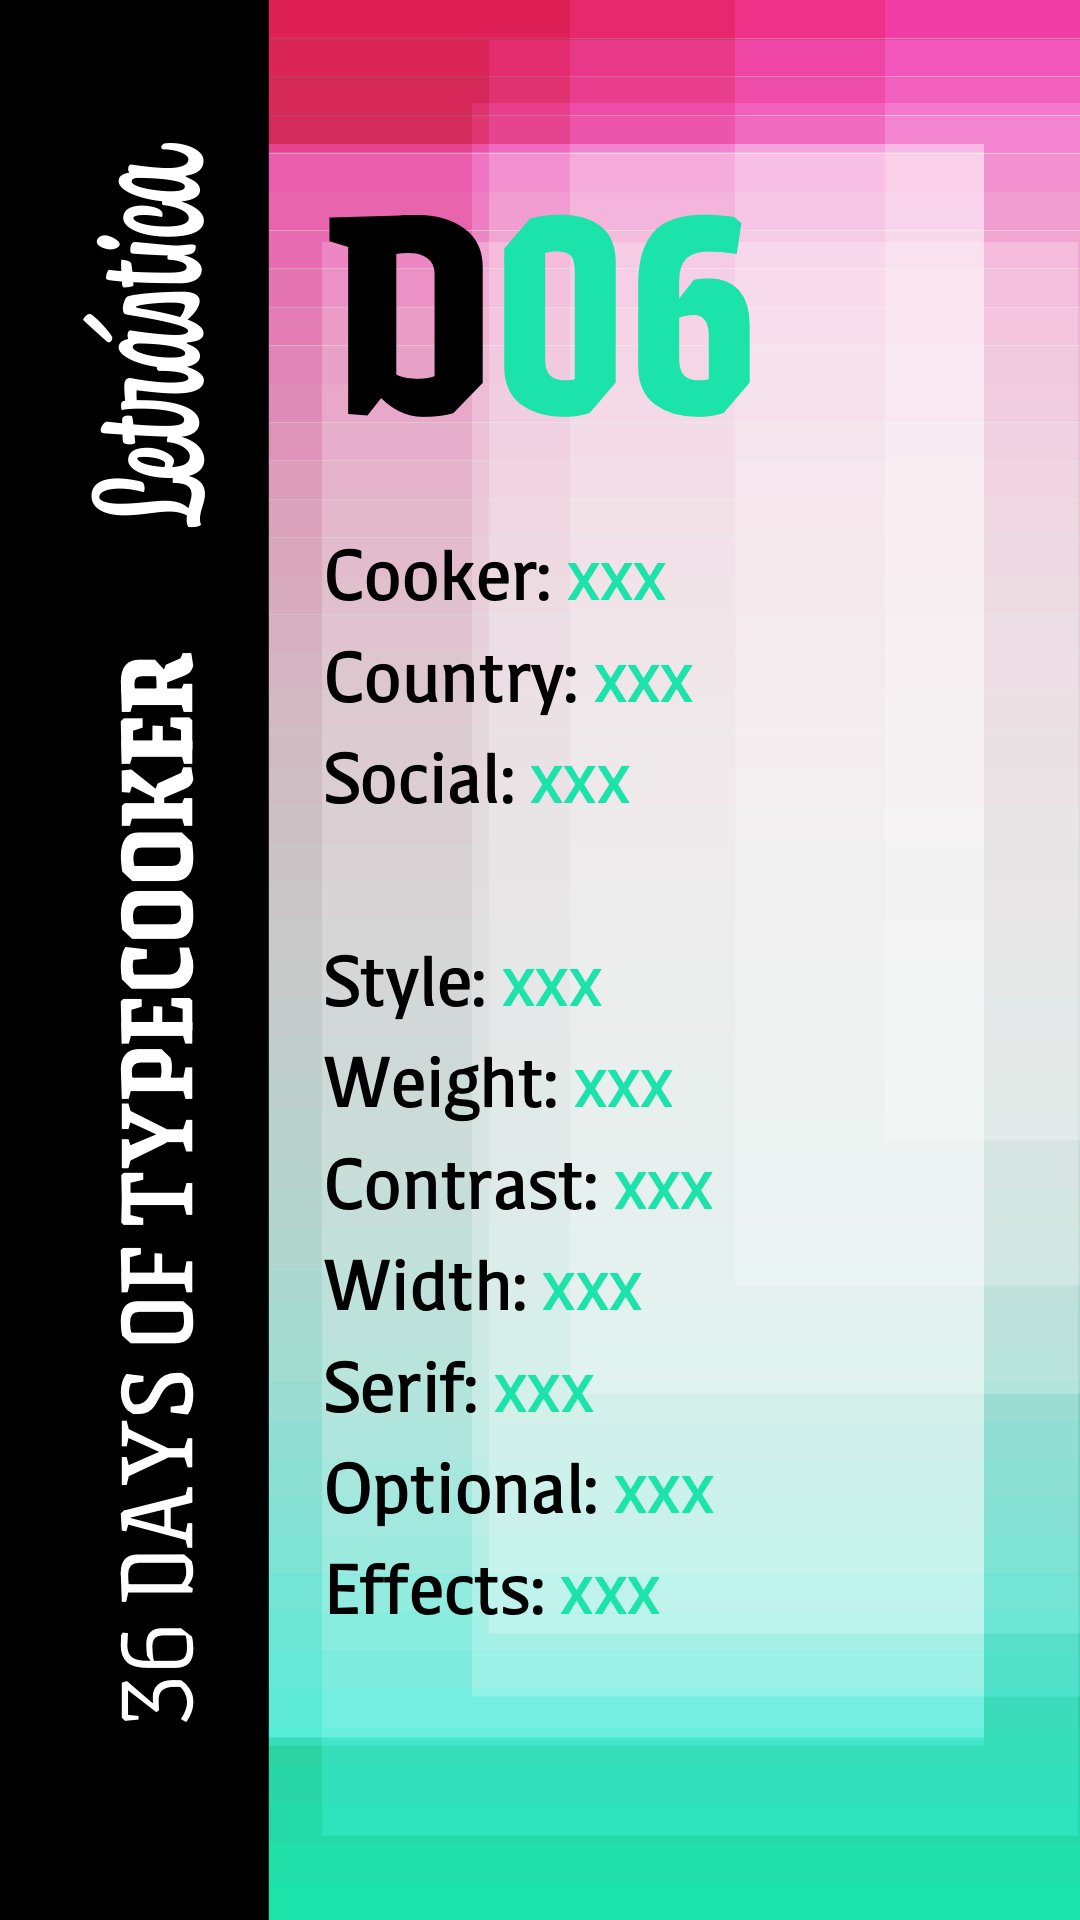 Letrástica
36 DAYS OF TYPECOOKER
D06
Cooker: xxx
Country: xxx
Social: xxx
Style: xxx
Weight: xxx
Contrast: xxx
Width: xxx
Serif: xxx
Optional: xxx
Effects: xxx